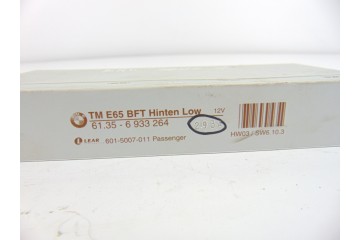 TM E65 BFT Hinten Low 12V
61.35 - 6 933 264
LEAR 601-5007-011 Passenger
HW03 / SW6.10.3